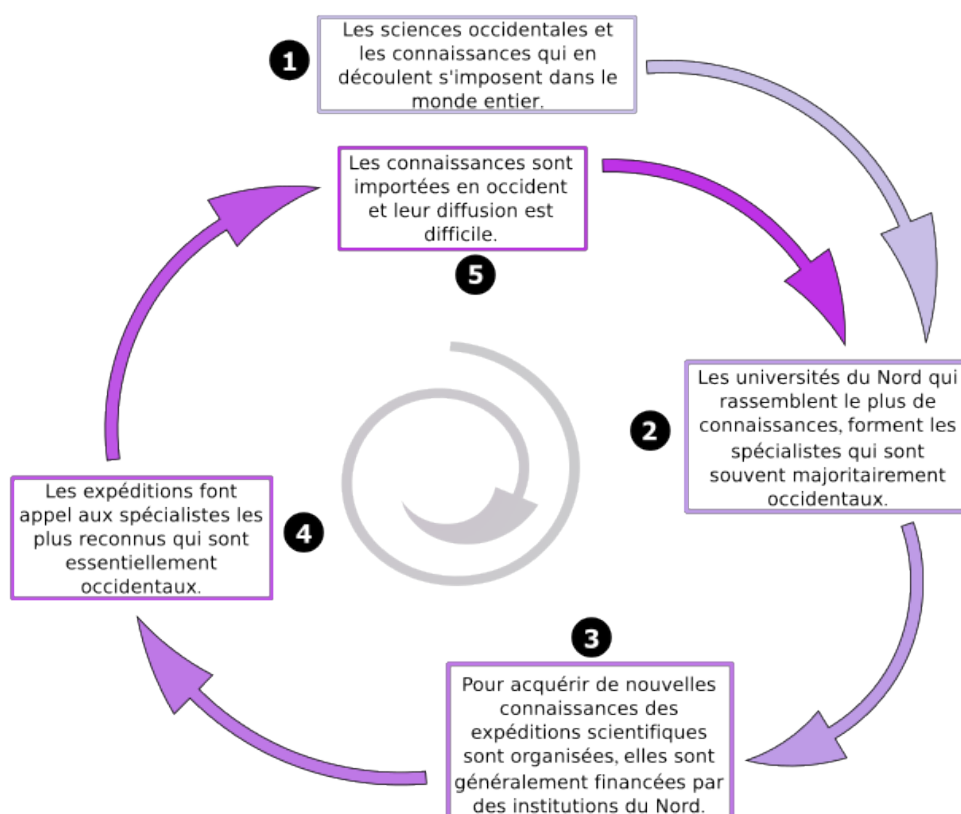 1
Les sciences occidentales et
les connaissances qui en
découlent s'imposent dans le
monde entier.
Les connaissances sont
importées en occident
et leur diffusion est
difficile.
5
Les universités du Nord qui
rassemblent le plus de
connaissances, forment les
spécialistes qui sont
souvent majoritairement
occidentaux.
2
Les expéditions font
appel aux spécialistes les
plus reconnus qui sont
essentiellement
occidentaux.
4
3
Pour acquérir de nouvelles
connaissances des
expéditions scientifiques
sont organisées, elles sont
généralement financées par
des institutions du Nord.